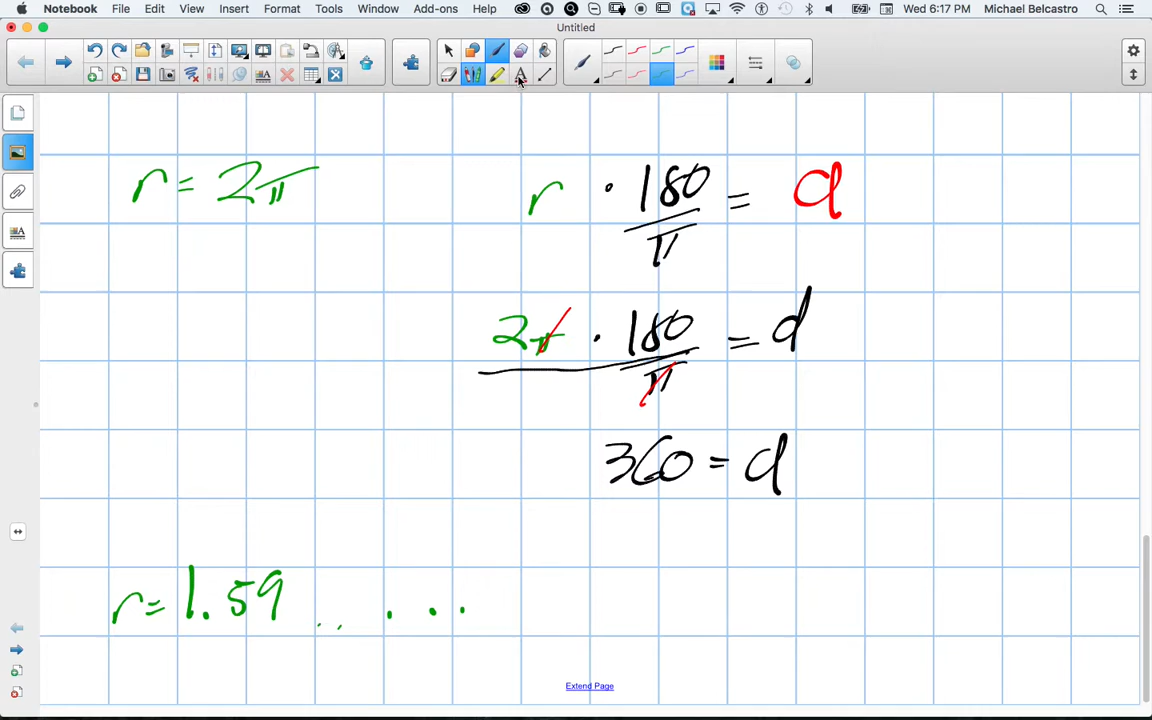 Notebook File Edit View Insert Format Tools Window Add-ons Help Wed 6:17 PM Michael Belcastro
Untitled
r = 2π
r · 180/π = d
2π · 180/π = d
360 = d
r = 1.59 . . . . .
Extend Page